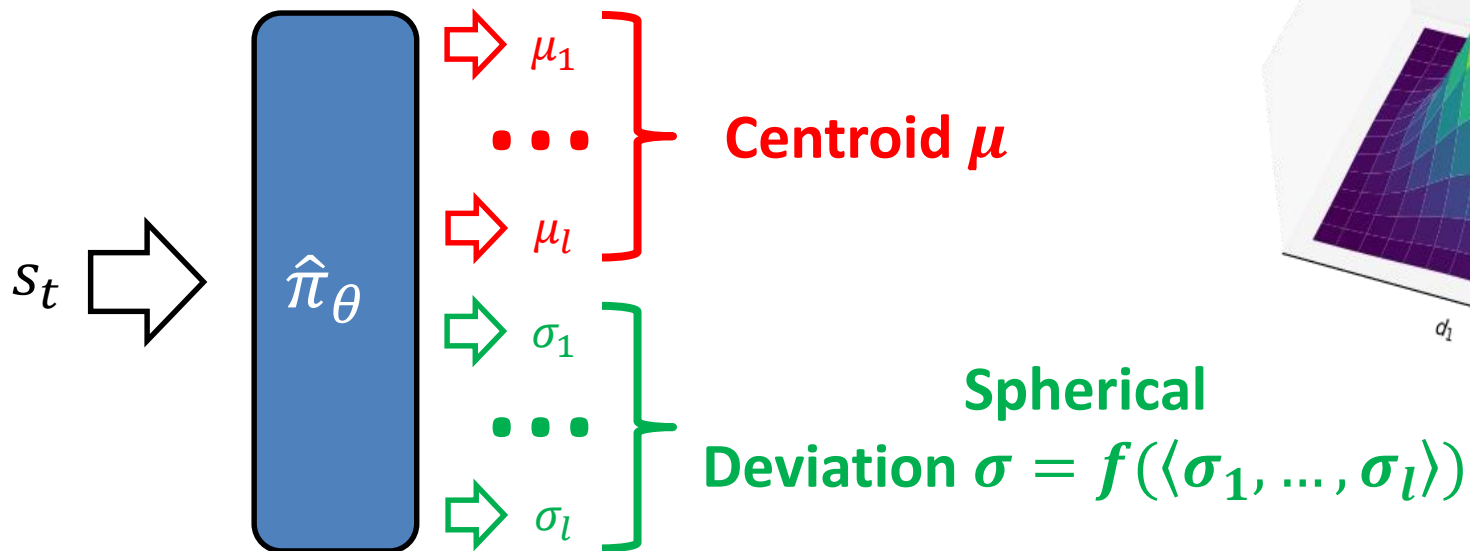 s_t
π̂_θ
μ_1
...
μ_l
Centroid μ
σ_1
...
σ_l
Spherical
Deviation σ = f(⟨σ_1, ..., σ_l⟩)
d_1